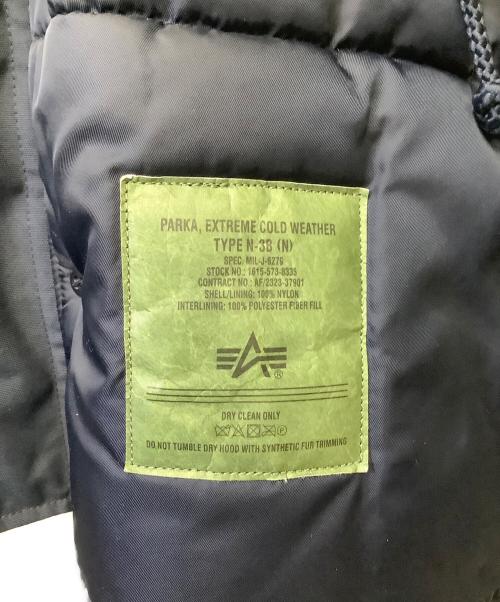 PARKA, EXTREME COLD WEATHER
TYPE N-3B (N)
SPEC. MIL-J-6279
STOCK NO.: 1615-573-8335
CONTRACT NO.: AF/2323-37901
SHELL/LINING: 100% NYLON
INTERLINING: 100% POLYESTER FIBER FILL
®
DRY CLEAN ONLY
DO NOT TUMBLE DRY HOOD WITH SYNTHETIC FUR TRIMMING